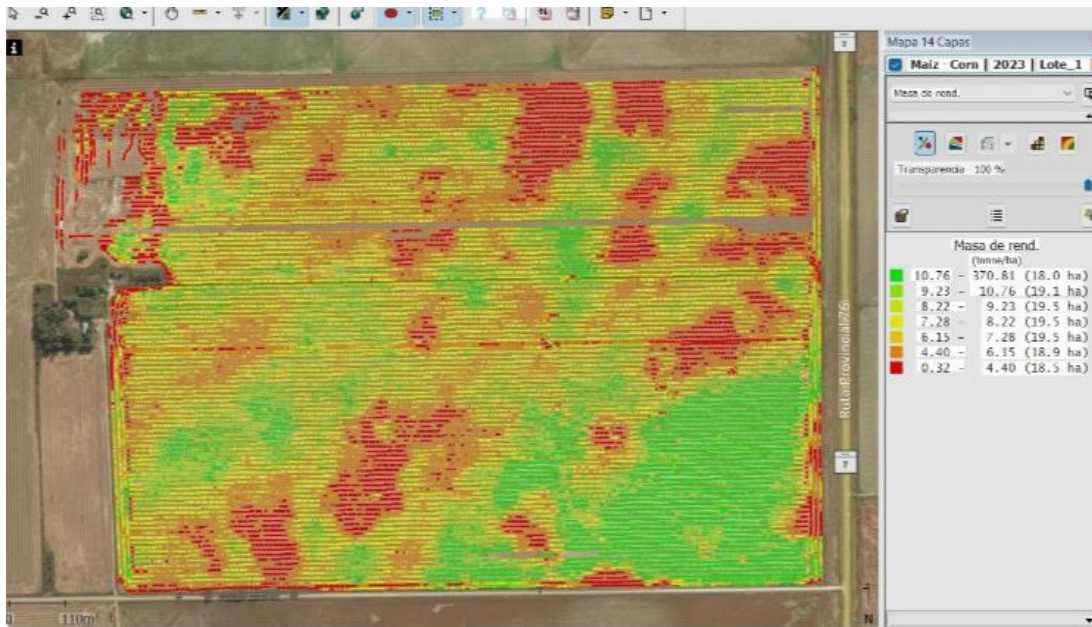 Mapa 14 Capas
Maíz - Corn | 2023 | Lote_1
Masa de rend.
Transparencia - 100 %
Masa de rend.
(tonne/ha)
10.76 - 370.81 (18.0 ha)
9.23 - 10.76 (19.1 ha)
8.22 - 9.23 (19.5 ha)
7.28 - 8.22 (19.5 ha)
6.15 - 7.28 (19.5 ha)
4.40 - 6.15 (18.9 ha)
0.32 - 4.40 (18.5 ha)
Ruta Provincial 76
110m
N